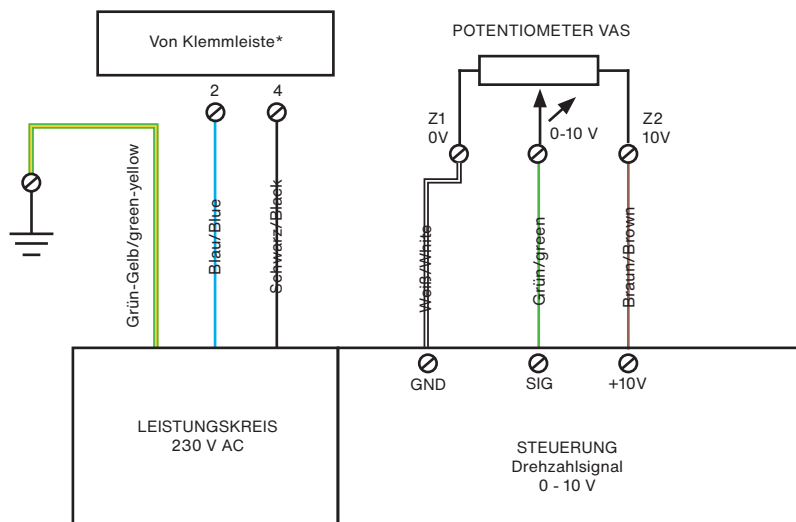 Von Klemmleiste*
POTENTIOMETER VAS
2
4
Z1
0V
0-10 V
Z2
10V
Grün-Gelb/green-yellow
Blau/Blue
Schwarz/Black
Weiß/White
Grün/green
Braun/Brown
GND
SIG
+10V
LEISTUNGSKREIS
230 V AC
STEUERUNG
Drehzahlsignal
0 - 10 V